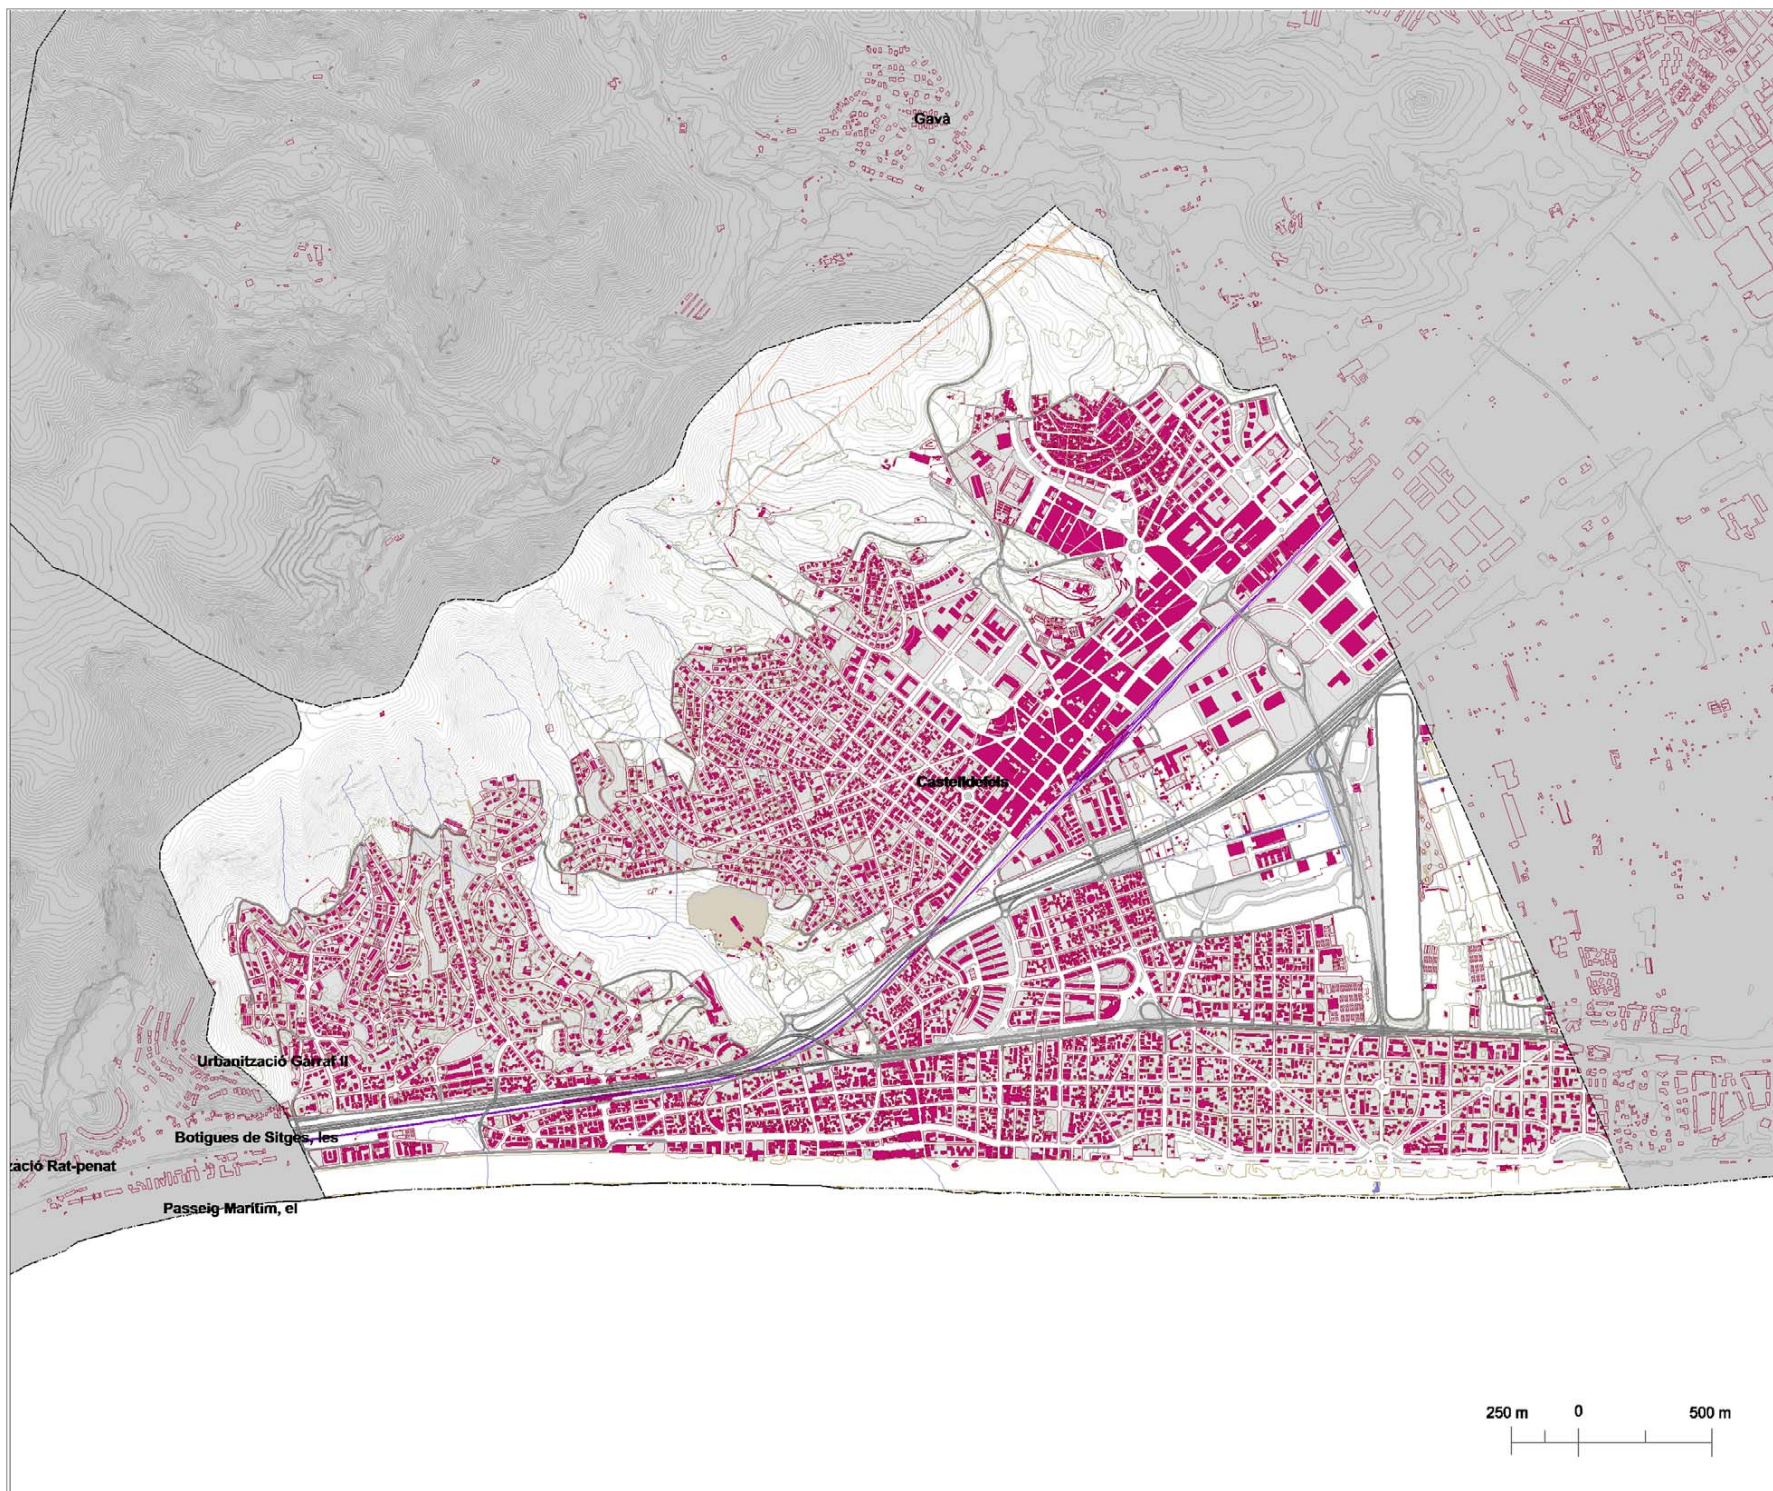 Gavà
Castelldefels
Urbanització Garraf II
Botigues de Sitges, les
zació Rat-penat
Passeig Marítim, el
250 m 0 500 m